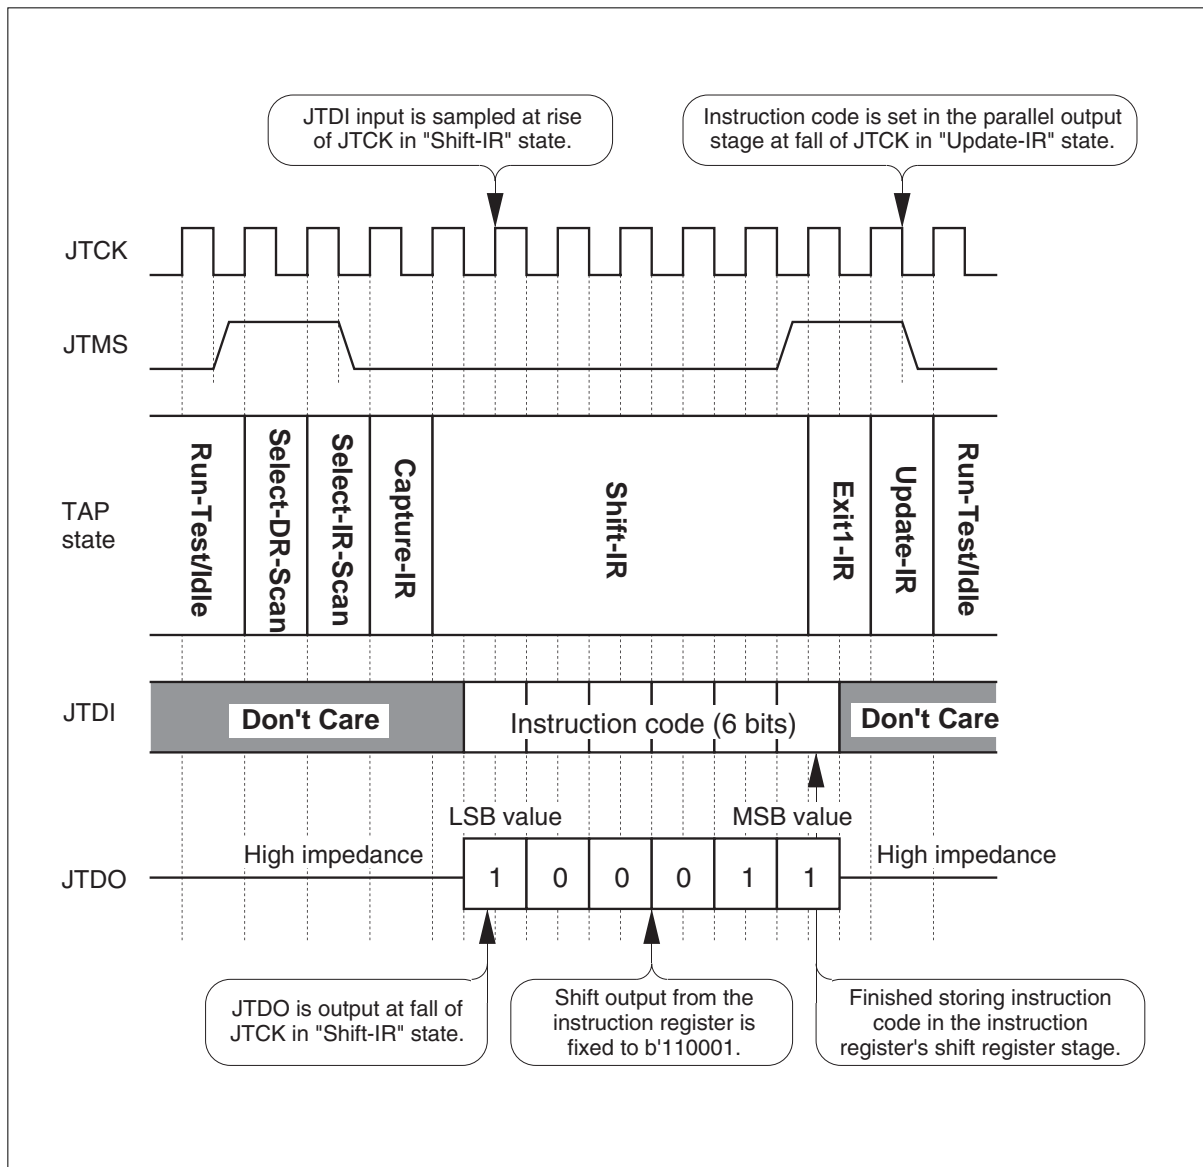 JTDI input is sampled at rise
of JTCK in "Shift-IR" state.
Instruction code is set in the parallel output
stage at fall of JTCK in "Update-IR" state.
JTCK
JTMS
TAP
state
Run-Test/Idle
Select-DR-Scan
Select-IR-Scan
Capture-IR
Shift-IR
Exit1-IR
Update-IR
Run-Test/Idle
JTDI
Don't Care
Instruction code (6 bits)
Don't Care
LSB value
MSB value
JTDO
High impedance
1 0 0 0 1 1
High impedance
JTDO is output at fall of
JTCK in "Shift-IR" state.
Shift output from the
instruction register is
fixed to b'110001.
Finished storing instruction
code in the instruction
register's shift register stage.